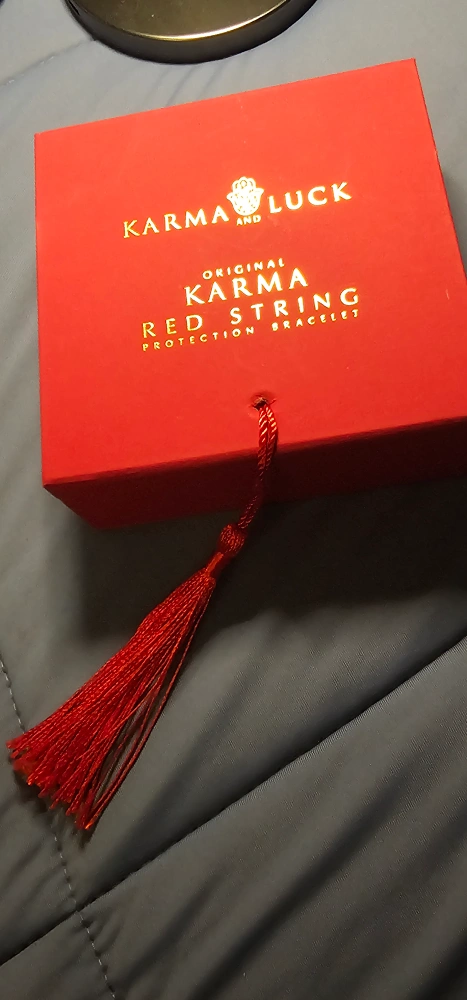 KARMA AND LUCK
ORIGINAL
KARMA
RED STRING
PROTECTION BRACELET